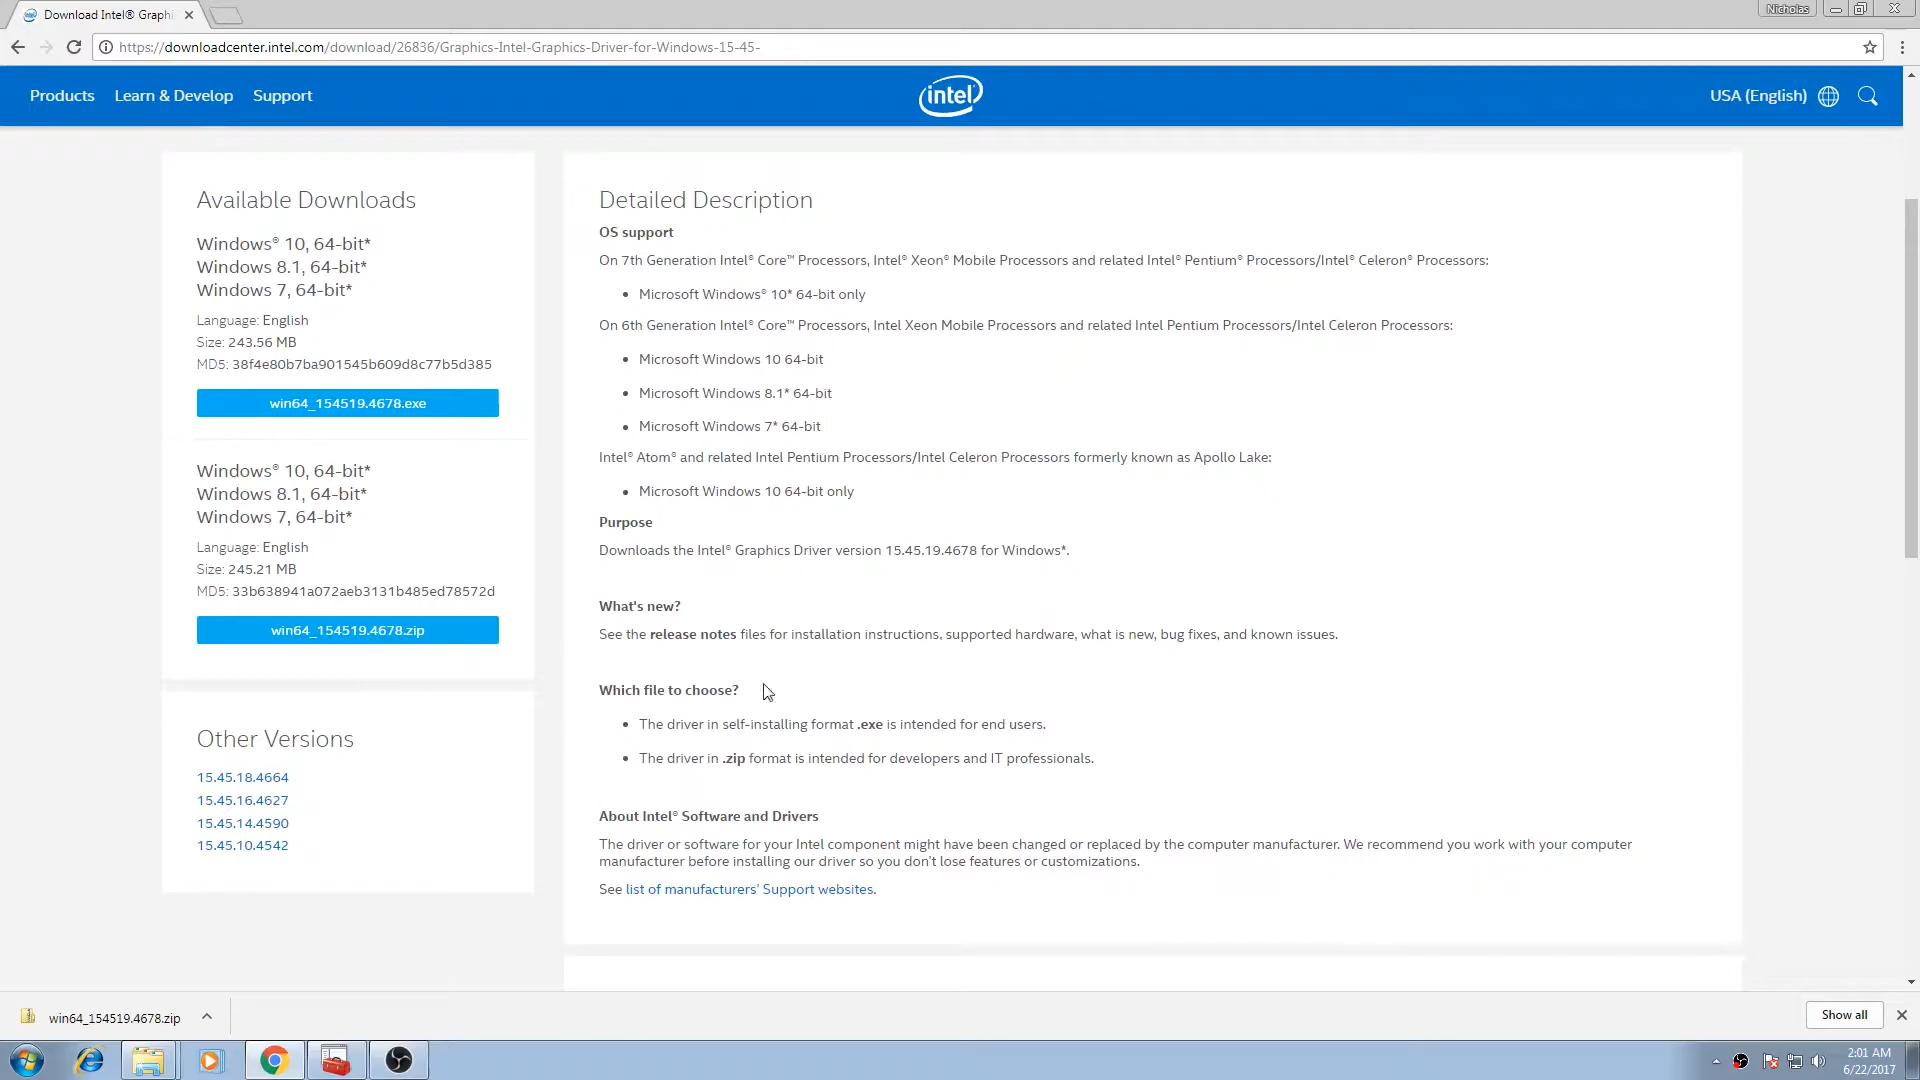 Download Intel® Graphi
Nicholas
https://downloadcenter.intel.com/download/26836/Graphics-Intel-Graphics-Driver-for-Windows-15-45-
Products
Learn & Develop
Support
intel
USA (English)
Available Downloads
Windows® 10, 64-bit*
Windows 8.1, 64-bit*
Windows 7, 64-bit*
Language: English
Size: 243.56 MB
MD5: 38f4e80b7ba901545b609d8c77b5d385
win64_154519.4678.exe
Windows® 10, 64-bit*
Windows 8.1, 64-bit*
Windows 7, 64-bit*
Language: English
Size: 245.21 MB
MD5: 33b638941a072aeb3131b485ed78572d
win64_154519.4678.zip
Other Versions
15.45.18.4664
15.45.16.4627
15.45.14.4590
15.45.10.4542
Detailed Description
OS support
On 7th Generation Intel® Core™ Processors, Intel® Xeon® Mobile Processors and related Intel® Pentium® Processors/Intel® Celeron® Processors:
• Microsoft Windows® 10* 64-bit only
On 6th Generation Intel® Core™ Processors, Intel Xeon Mobile Processors and related Intel Pentium Processors/Intel Celeron Processors:
• Microsoft Windows 10 64-bit
• Microsoft Windows 8.1* 64-bit
• Microsoft Windows 7* 64-bit
Intel® Atom® and related Intel Pentium Processors/Intel Celeron Processors formerly known as Apollo Lake:
• Microsoft Windows 10 64-bit only
Purpose
Downloads the Intel® Graphics Driver version 15.45.19.4678 for Windows*.
What's new?
See the release notes files for installation instructions, supported hardware, what is new, bug fixes, and known issues.
Which file to choose?
• The driver in self-installing format .exe is intended for end users.
• The driver in .zip format is intended for developers and IT professionals.
About Intel® Software and Drivers
The driver or software for your Intel component might have been changed or replaced by the computer manufacturer. We recommend you work with your computer
manufacturer before installing our driver so you don't lose features or customizations.
See list of manufacturers' Support websites.
win64_154519.4678.zip
Show all
2:01 AM
6/22/2017